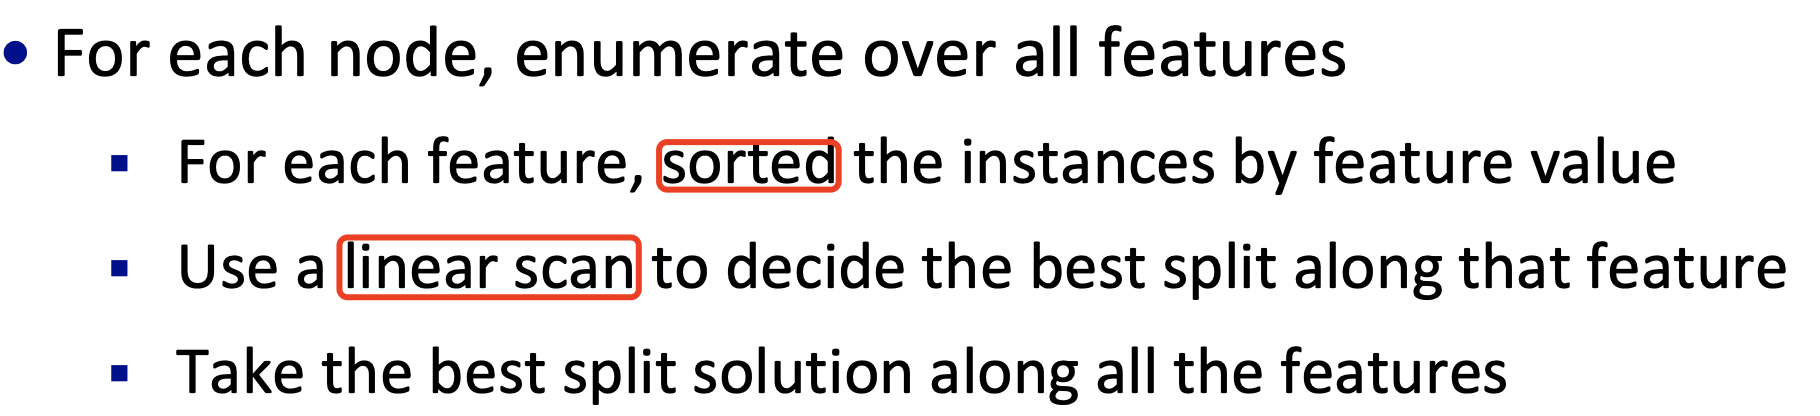 • For each node, enumerate over all features
▪ For each feature, sorted the instances by feature value
▪ Use a linear scan to decide the best split along that feature
▪ Take the best split solution along all the features